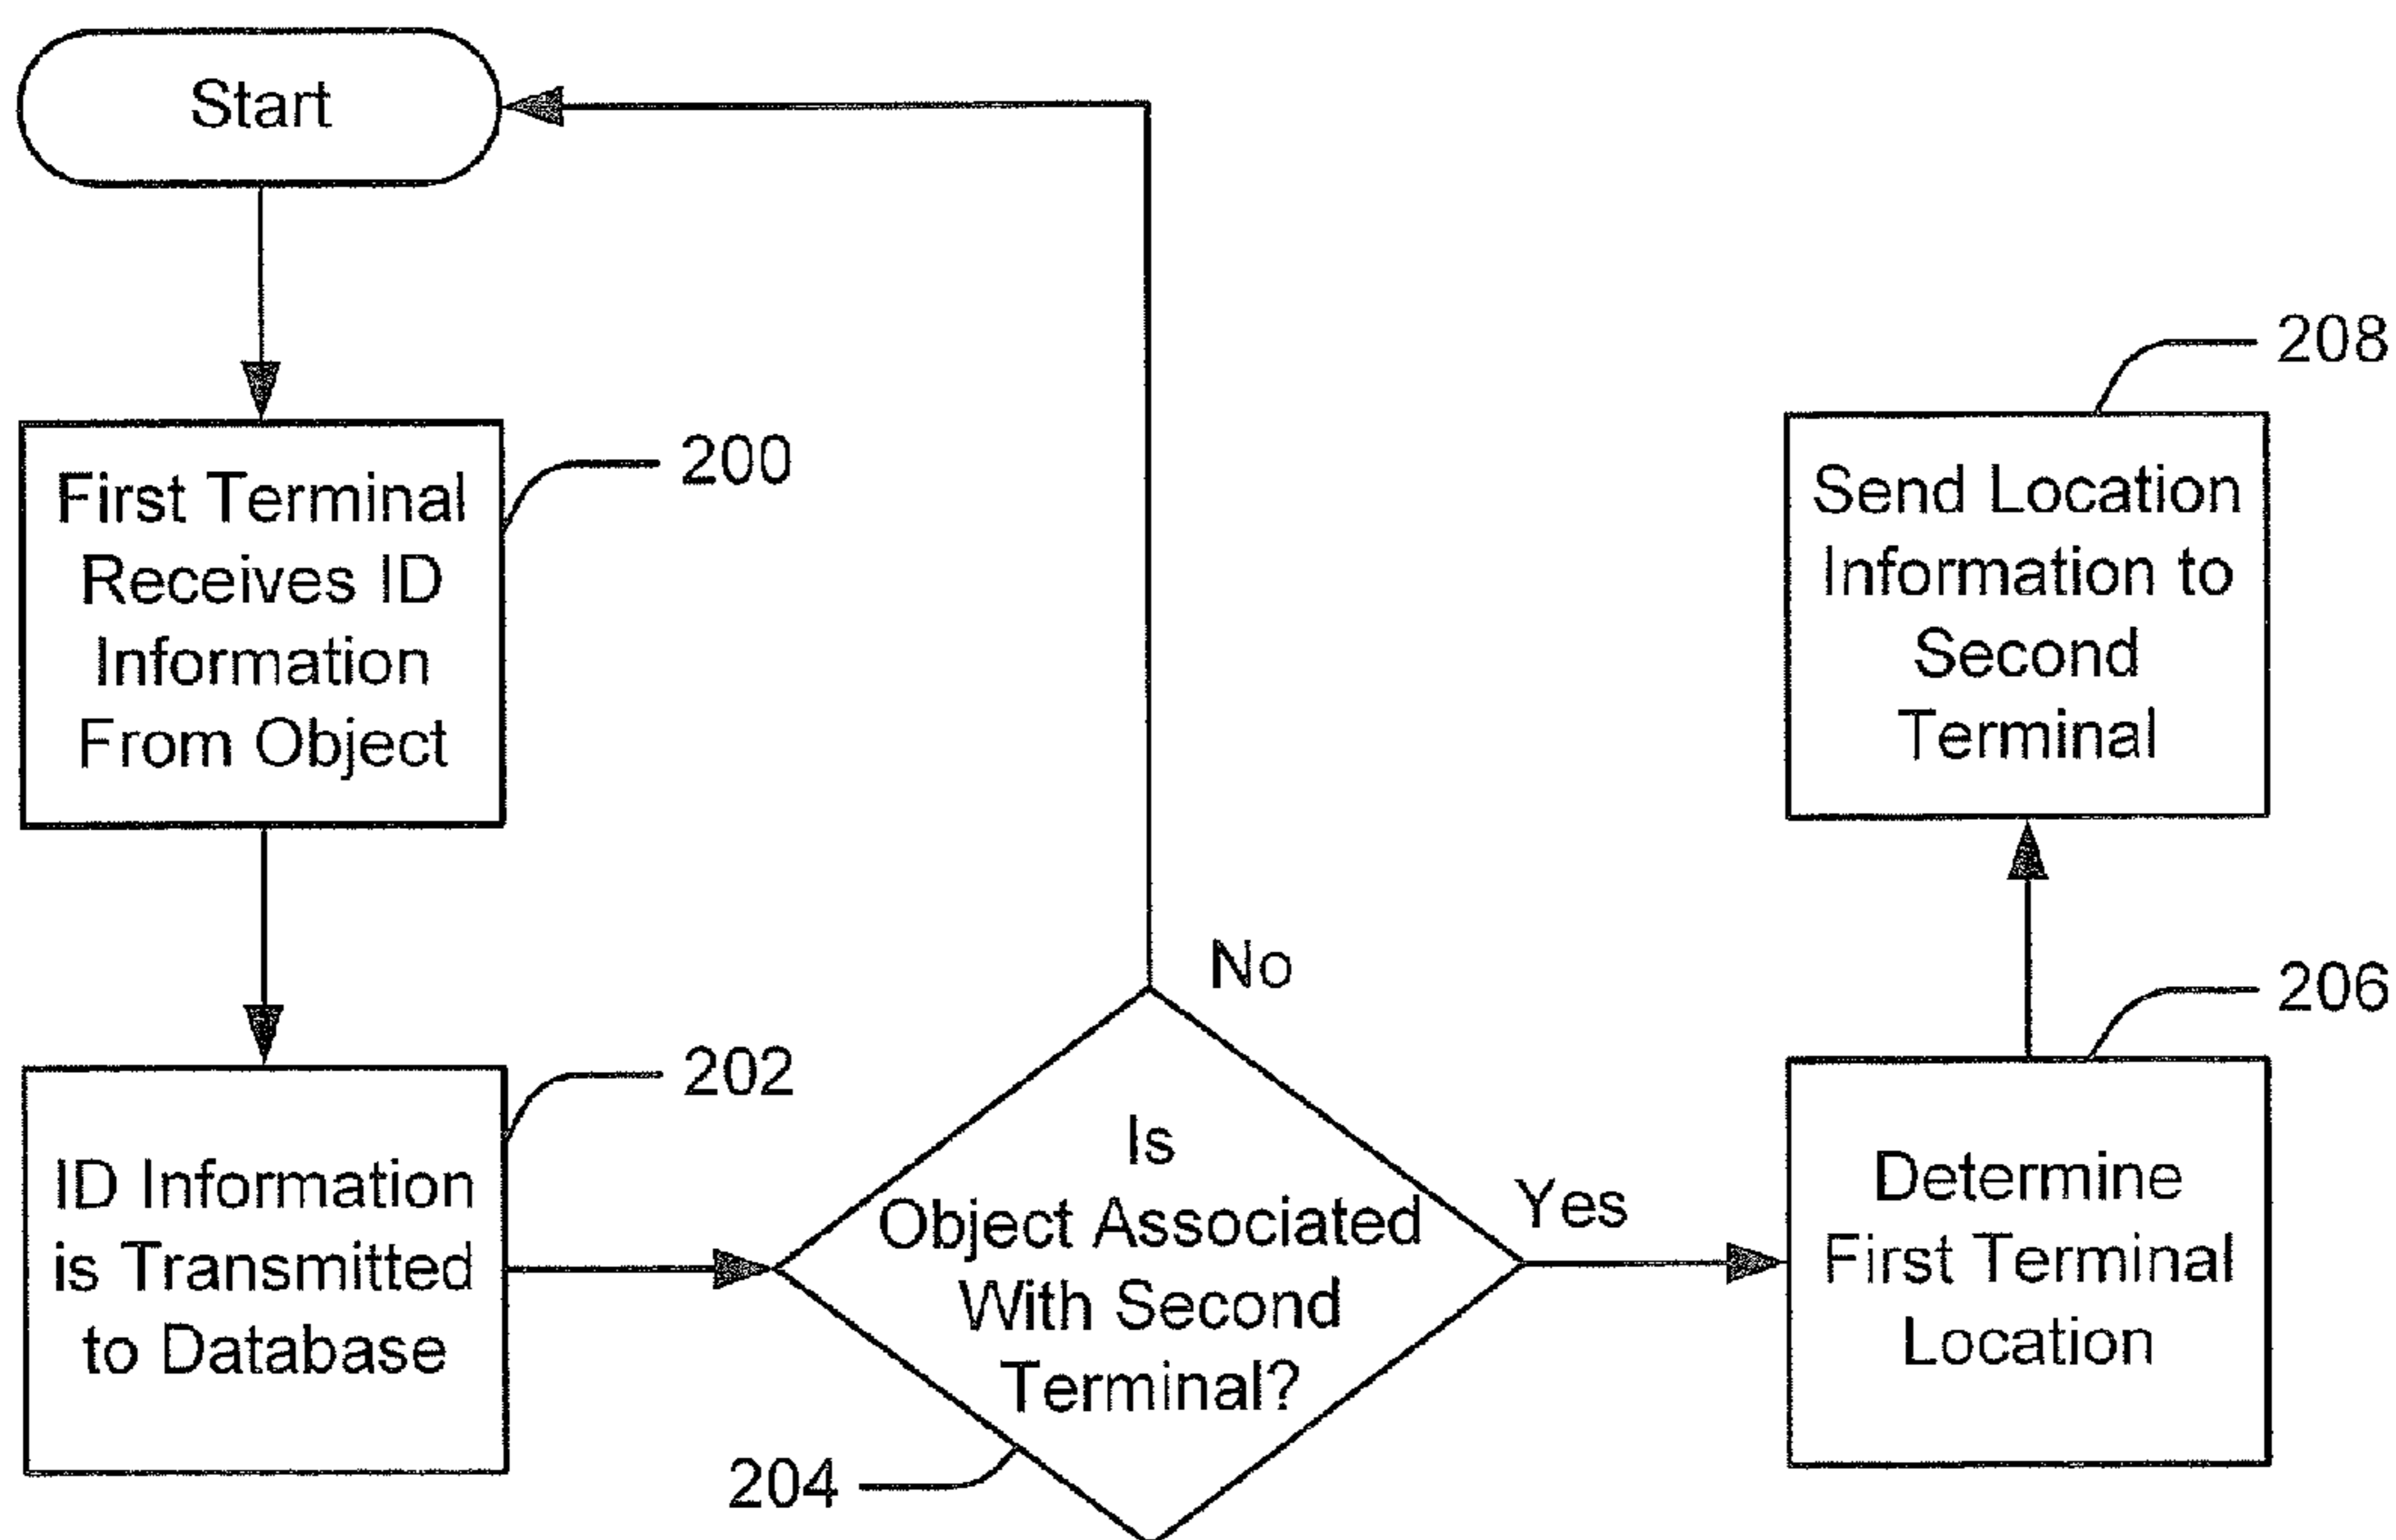 Start
First Terminal
Receives ID
Information
From Object
200
ID Information
is Transmitted
to Database
202
Is
Object Associated
With Second
Terminal?
204
No
Yes
Determine
First Terminal
Location
206
Send Location
Information to
Second
Terminal
208